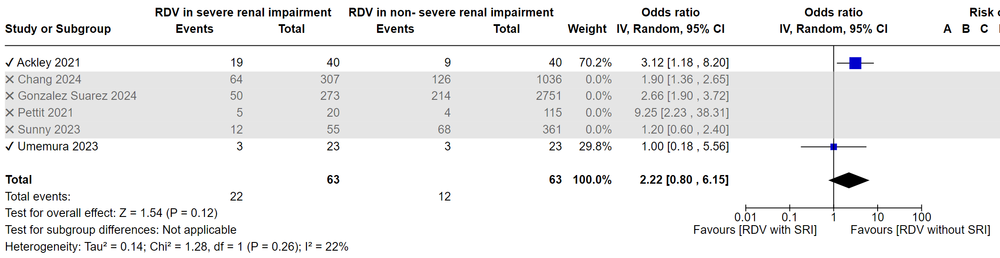 RDV in severe renal impairment RDV in non- severe renal impairment Odds ratio Odds ratio Risk
Study or Subgroup Events Total Events Total Weight IV, Random, 95% CI IV, Random, 95% CI A B C
✓ Ackley 2021 19 40 9 40 70.2% 3.12 [1.18 , 8.20]
✕ Chang 2024 64 307 126 1036 0.0% 1.90 [1.36 , 2.65]
✕ Gonzalez Suarez 2024 50 273 214 2751 0.0% 2.66 [1.90 , 3.72]
✕ Pettit 2021 5 20 4 115 0.0% 9.25 [2.23 , 38.31]
✕ Sunny 2023 12 55 68 361 0.0% 1.20 [0.60 , 2.40]
✓ Umemura 2023 3 23 3 23 29.8% 1.00 [0.18 , 5.56]
Total 63 63 100.0% 2.22 [0.80 , 6.15]
Total events: 22 12
Test for overall effect: Z = 1.54 (P = 0.12)
0.01 0.1 1 10 100
Test for subgroup differences: Not applicable
Favours [RDV with SRI] Favours [RDV without SRI]
Heterogeneity: Tau² = 0.14; Chi² = 1.28, df = 1 (P = 0.26); I² = 22%